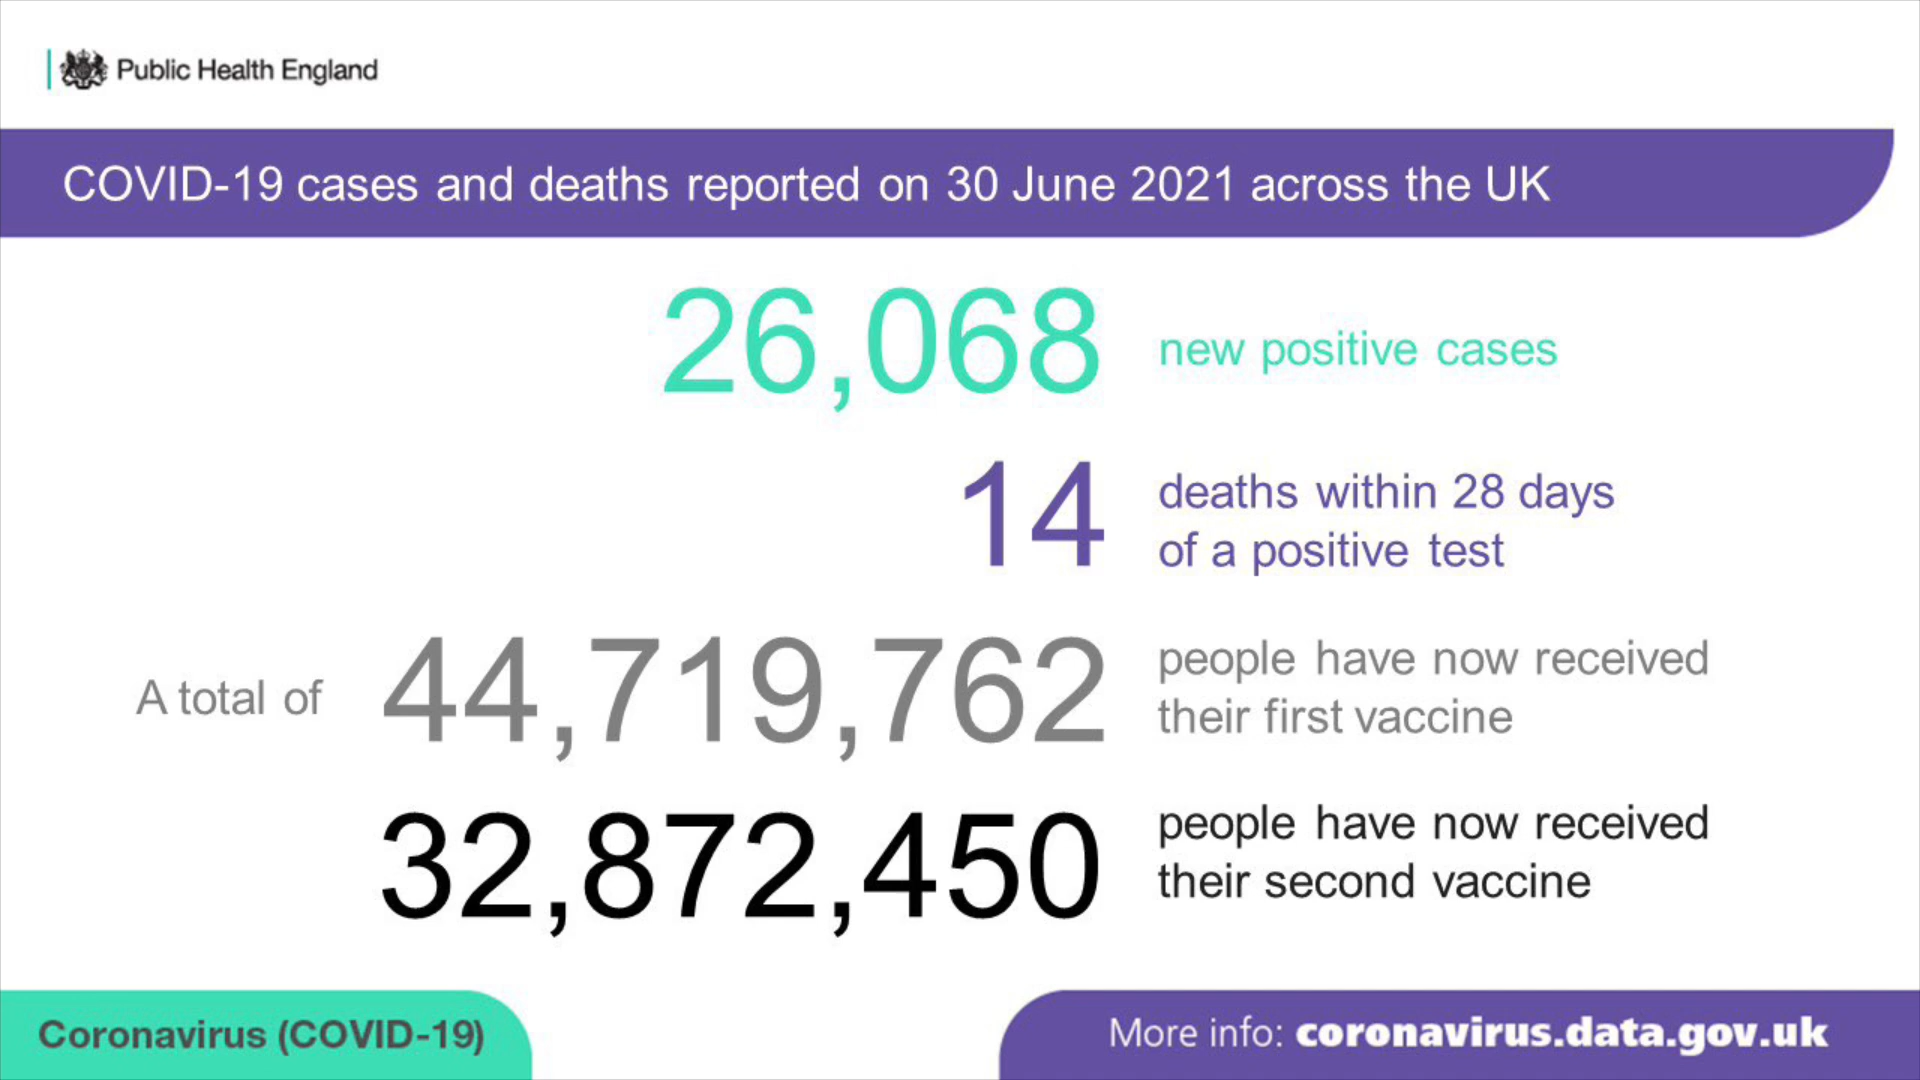 Public Health England
COVID-19 cases and deaths reported on 30 June 2021 across the UK
26,068 new positive cases
14 deaths within 28 days
of a positive test
A total of 44,719,762 people have now received
their first vaccine
32,872,450 people have now received
their second vaccine
Coronavirus (COVID-19)
More info: coronavirus.data.gov.uk